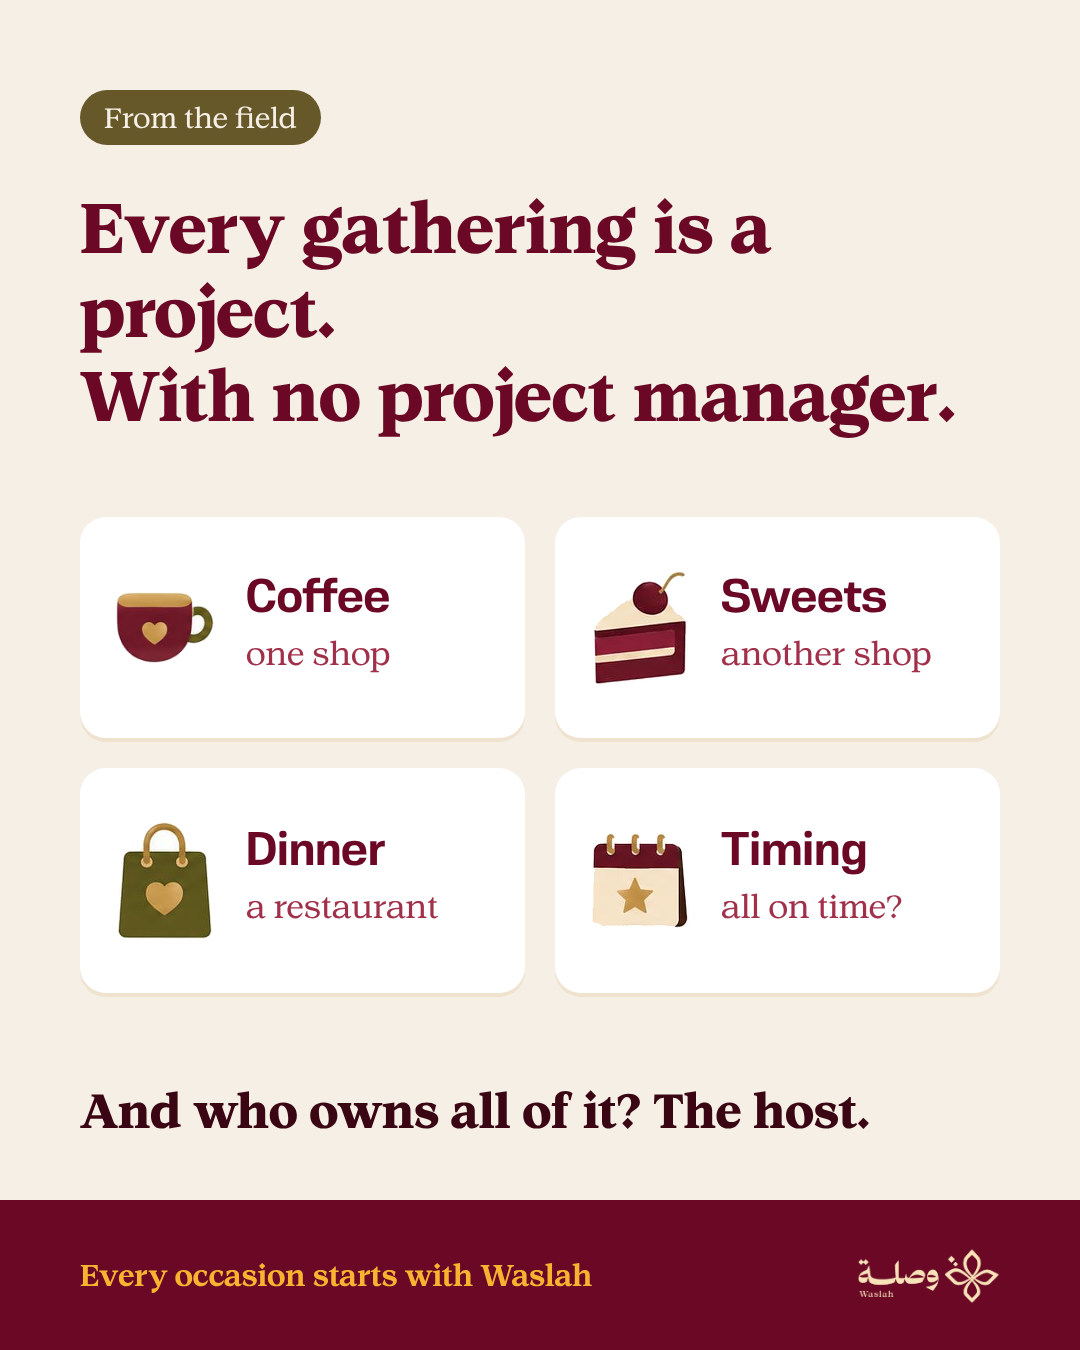 From the field
Every gathering is a
project.
With no project manager.
Coffee
one shop
Sweets
another shop
Dinner
a restaurant
Timing
all on time?
And who owns all of it? The host.
Every occasion starts with Waslah
وصلة
Waslah